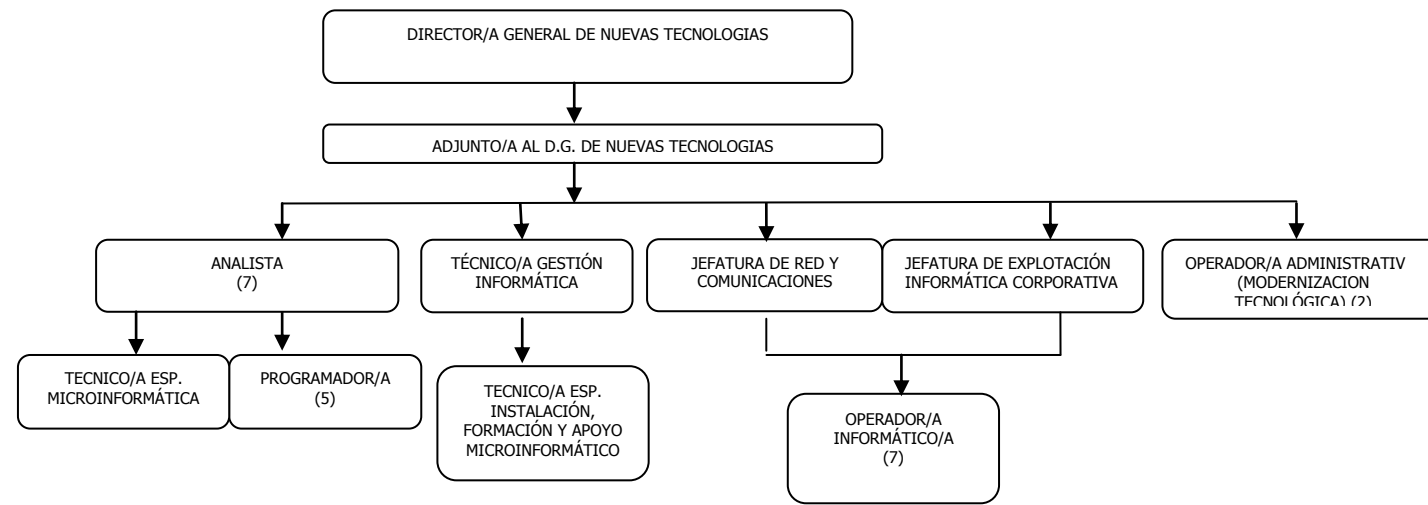 DIRECTOR/A GENERAL DE NUEVAS TECNOLOGIAS
ADJUNTO/A AL D.G. DE NUEVAS TECNOLOGIAS
ANALISTA
(7)
TÉCNICO/A GESTIÓN
INFORMÁTICA
JEFATURA DE RED Y
COMUNICACIONES
JEFATURA DE EXPLOTACIÓN
INFORMÁTICA CORPORATIVA
OPERADOR/A ADMINISTRATIV
(MODERNIZACION
TECNOLÓGICA) (2)
TECNICO/A ESP.
MICROINFORMÁTICA
PROGRAMADOR/A
(5)
TECNICO/A ESP.
INSTALACIÓN,
FORMACIÓN Y APOYO
MICROINFORMÁTICO
OPERADOR/A
INFORMÁTICO/A
(7)